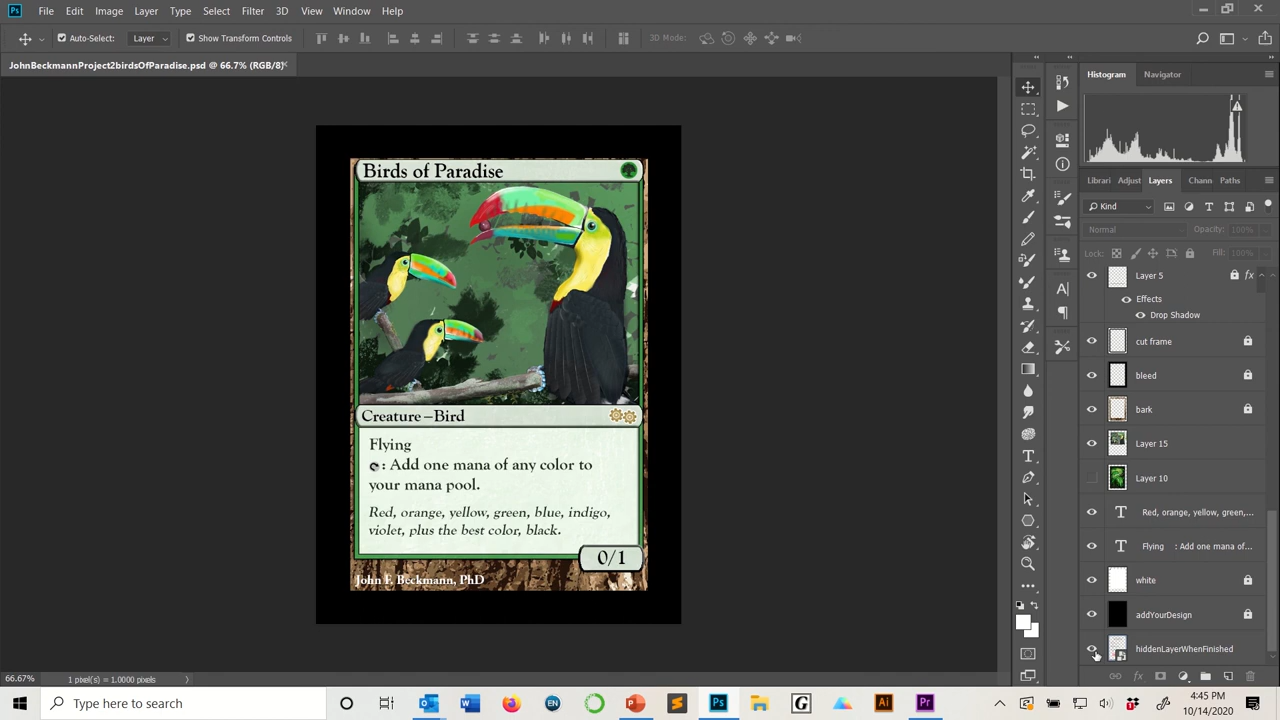 Ps File Edit Image Layer Type Select Filter 3D View Window Help
Auto-Select: Layer Show Transform Controls 3D Mode:
JohnBeckmannProject2birdsOfParadise.psd @ 66.7% (RGB/8)
Histogram Navigator
Librari Adjust Layers Chann Paths
Kind
Normal Opacity: 100%
Lock: Fill: 100%
Layer 5 fx
Effects
Drop Shadow
cut frame
bleed
bark
Layer 15
Layer 10
Red, orange, yellow, green,...
Flying : Add one mana of...
white
addYourDesign
hiddenLayerWhenFinished
Birds of Paradise
Creature –Bird
Flying
: Add one mana of any color to
your mana pool.
Red, orange, yellow, green, blue, indigo,
violet, plus the best color, black.
0/1
John F. Beckmann, PhD
66.67% 1 pixel(s) = 1.0000 pixels
Type here to search
EN
G
Ai
Pr
4:45 PM
10/14/2020